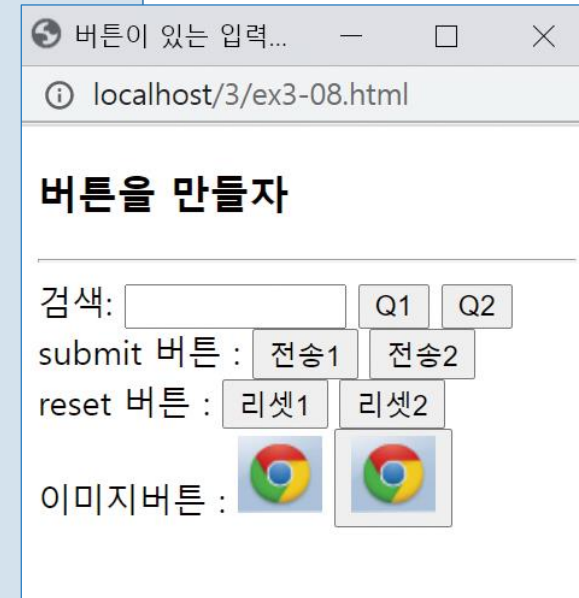 버튼이 있는 입력...
localhost/3/ex3-08.html
버튼을 만들자
검색: Q1 Q2
submit 버튼 : 전송1 전송2
reset 버튼 : 리셋1 리셋2
이미지버튼 :